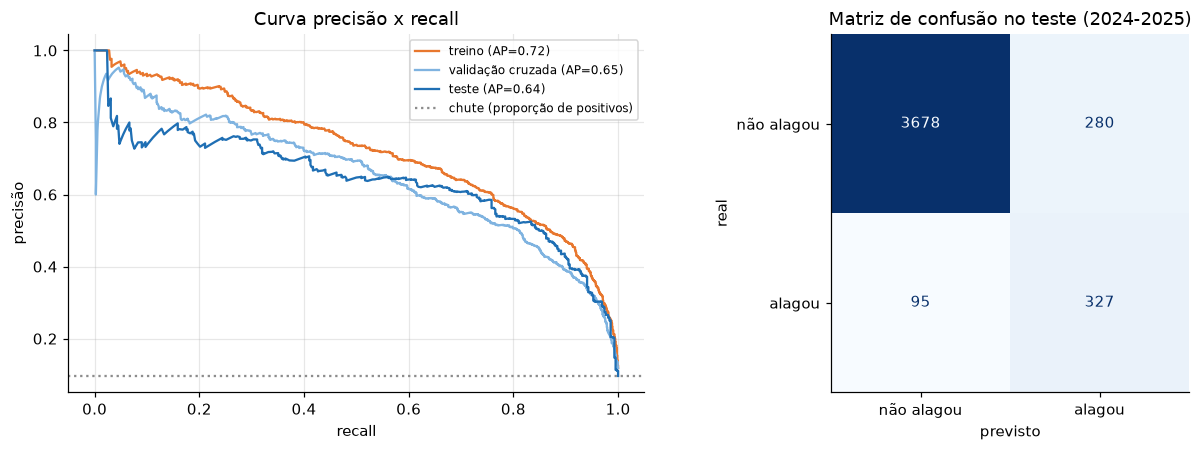 Curva precisão x recall
precisão
1.0
0.8
0.6
0.4
0.2
treino (AP=0.72)
validação cruzada (AP=0.65)
teste (AP=0.64)
chute (proporção de positivos)
0.0 0.2 0.4 0.6 0.8 1.0
recall
Matriz de confusão no teste (2024-2025)
real
não alagou 3678 280
alagou 95 327
não alagou alagou
previsto